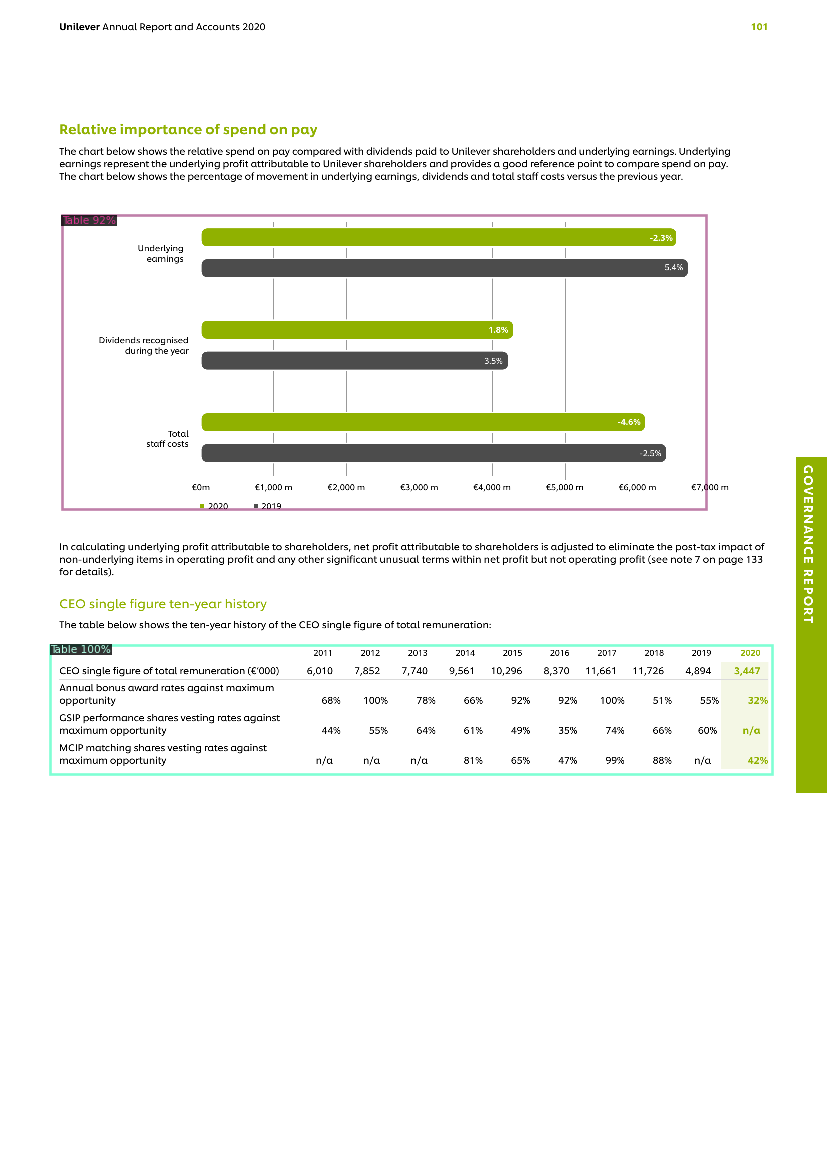 Unilever Annual Report and Accounts 2020
101
Relative importance of spend on pay
The chart below shows the relative spend on pay compared with dividends paid to Unilever shareholders and underlying earnings. Underlying
earnings represent the underlying profit attributable to Unilever shareholders and provides a good reference point to compare spend on pay.
The chart below shows the percentage of movement in underlying earnings, dividends and total staff costs versus the previous year.
Table 92%
Underlying
earnings
-2.3%
5.4%
Dividends recognised
during the year
1.8%
3.5%
Total
staff costs
-4.6%
-2.5%
€0m €1,000 m €2,000 m €3,000 m €4,000 m €5,000 m €6,000 m €7,000 m
2020 2019
In calculating underlying profit attributable to shareholders, net profit attributable to shareholders is adjusted to eliminate the post-tax impact of
non-underlying items in operating profit and any other significant unusual terms within net profit but not operating profit (see note 7 on page 133
for details).
CEO single figure ten-year history
The table below shows the ten-year history of the CEO single figure of total remuneration:
Table 100%
2011 2012 2013 2014 2015 2016 2017 2018 2019 2020
CEO single figure of total remuneration (€'000) 6,010 7,852 7,740 9,561 10,296 8,370 11,661 11,726 4,894 3,447
Annual bonus award rates against maximum
opportunity 68% 100% 78% 66% 92% 92% 100% 51% 55% 32%
GSIP performance shares vesting rates against
maximum opportunity 44% 55% 64% 61% 49% 35% 74% 66% 60% n/a
MCIP matching shares vesting rates against
maximum opportunity n/a n/a n/a 81% 65% 47% 99% 88% n/a 42%
GOVERNANCE REPORT